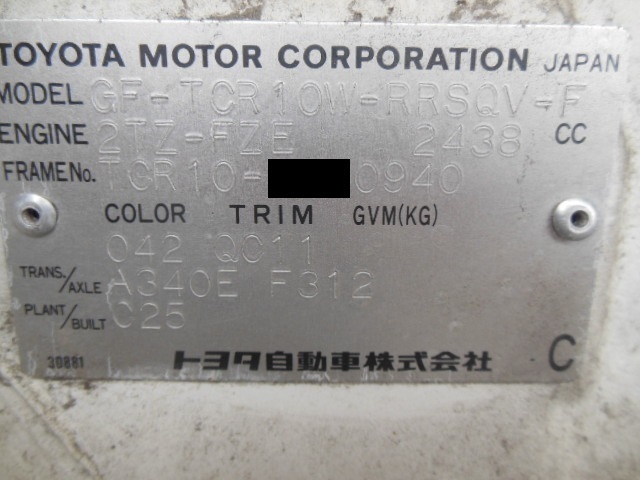 TOYOTA MOTOR CORPORATION JAPAN
MODEL GF-TCR10W-RRSQV-F
ENGINE 2TZ-FZE 2438 CC
FRAME No. TCR10- 0940
COLOR TRIM GVM(KG)
042 QC11
TRANS./AXLE A340E F312
PLANT/BUILT C25
30881 トヨタ自動車株式会社 C